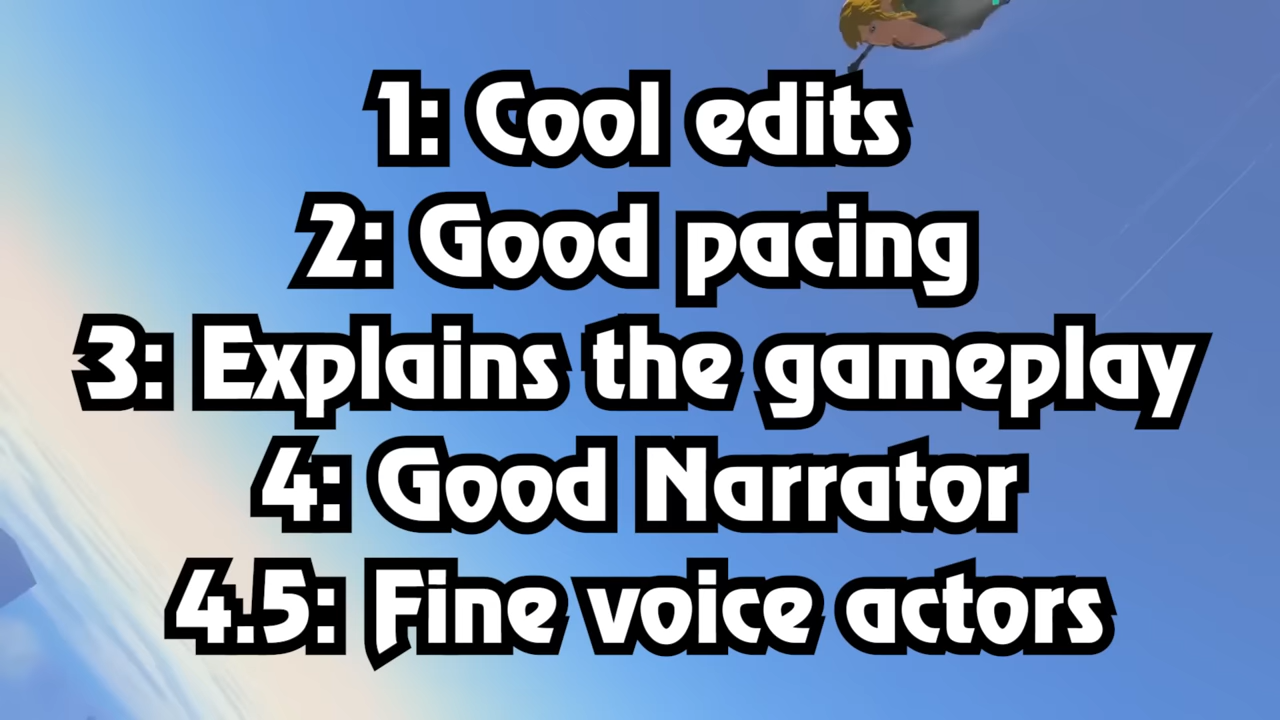 1: Cool edits
2: Good pacing
3: Explains the gameplay
4: Good Narrator
4.5: Fine voice actors